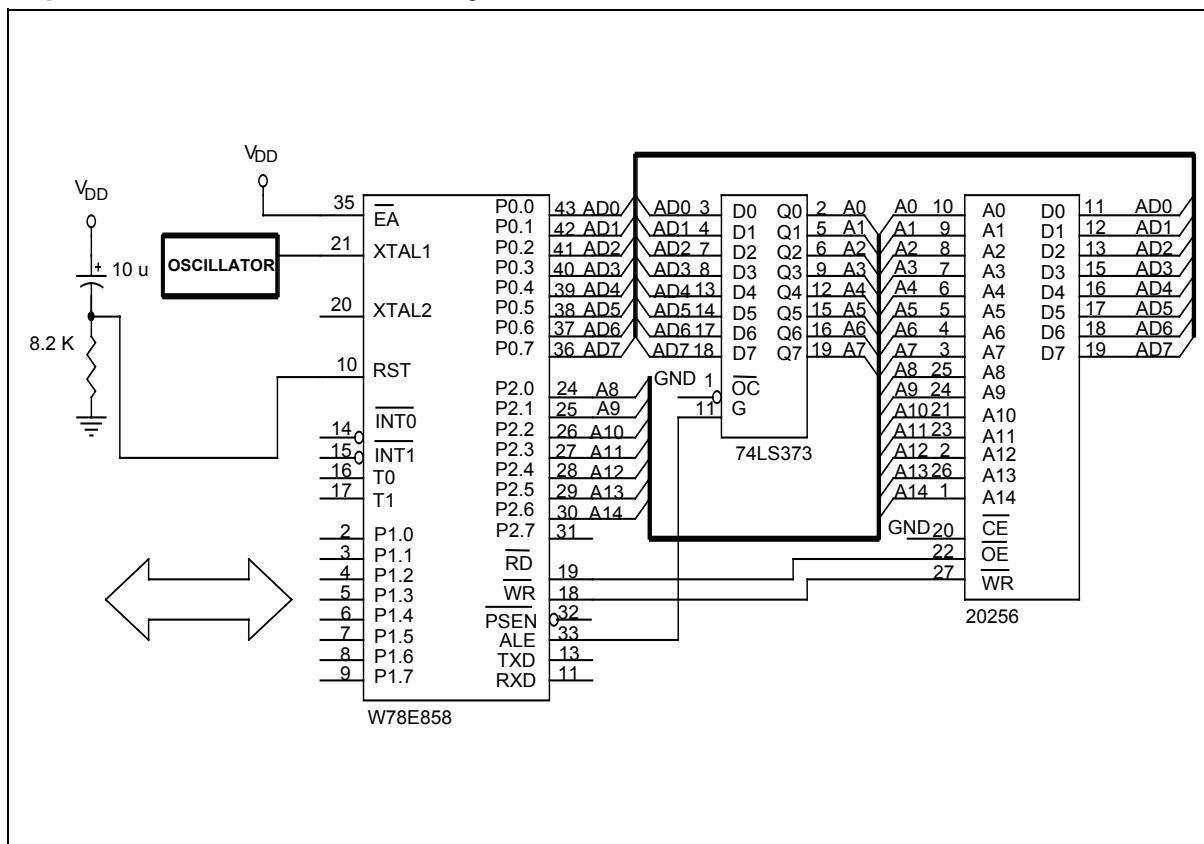 VDD
10 u
8.2 K
VDD
OSCILLATOR
35 EA
21 XTAL1
20 XTAL2
10 RST
14 INT0
15 INT1
16 T0
17 T1
2 P1.0
3 P1.1
4 P1.2
5 P1.3
6 P1.4
7 P1.5
8 P1.6
9 P1.7
P0.0 43 AD0
P0.1 42 AD1
P0.2 41 AD2
P0.3 40 AD3
P0.4 39 AD4
P0.5 38 AD5
P0.6 37 AD6
P0.7 36 AD7
P2.0 24 A8
P2.1 25 A9
P2.2 26 A10
P2.3 27 A11
P2.4 28 A12
P2.5 29 A13
P2.6 30 A14
P2.7 31
RD 19
WR 18
PSEN 32
ALE 33
TXD 13
RXD 11
W78E858
AD0 3 D0 Q0 2 A0
AD1 4 D1 Q1 5 A1
AD2 7 D2 Q2 6 A2
AD3 8 D3 Q3 9 A3
AD4 13 D4 Q4 12 A4
AD5 14 D5 Q5 15 A5
AD6 17 D6 Q6 16 A6
AD7 18 D7 Q7 19 A7
GND 1 OC
11 G
74LS373
A0 10 A0 D0 11 AD0
A1 9 A1 D1 12 AD1
A2 8 A2 D2 13 AD2
A3 7 A3 D3 15 AD3
A4 6 A4 D4 16 AD4
A5 5 A5 D5 17 AD5
A6 4 A6 D6 18 AD6
A7 3 A7 D7 19 AD7
A8 25 A8
A9 24 A9
A10 21 A10
A11 23 A11
A12 2 A12
A13 26 A13
A14 1 A14
GND 20 CE
22 OE
27 WR
20256